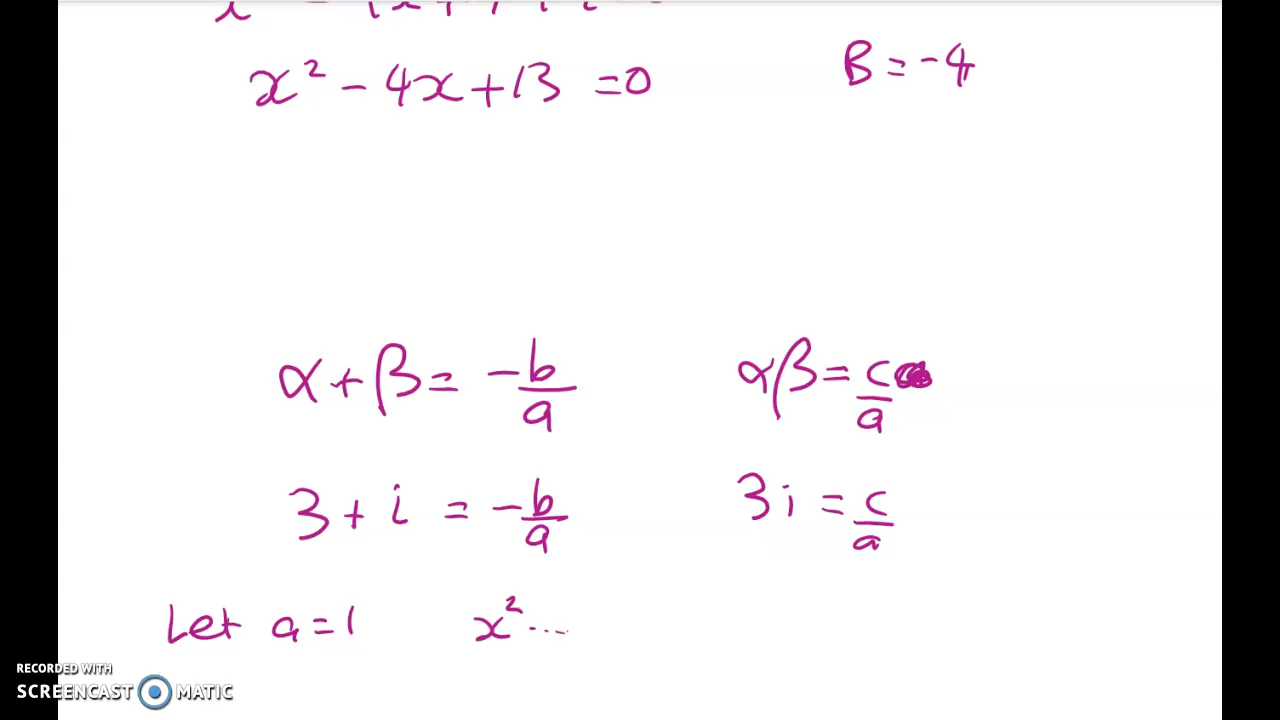 x² - 4x + 13 = 0
B = -4
α + β = -b/a
αβ = c/a
3 + i = -b/a
3i = c/a
Let a = 1
x² ...
RECORDED WITH
SCREENCAST MATIC